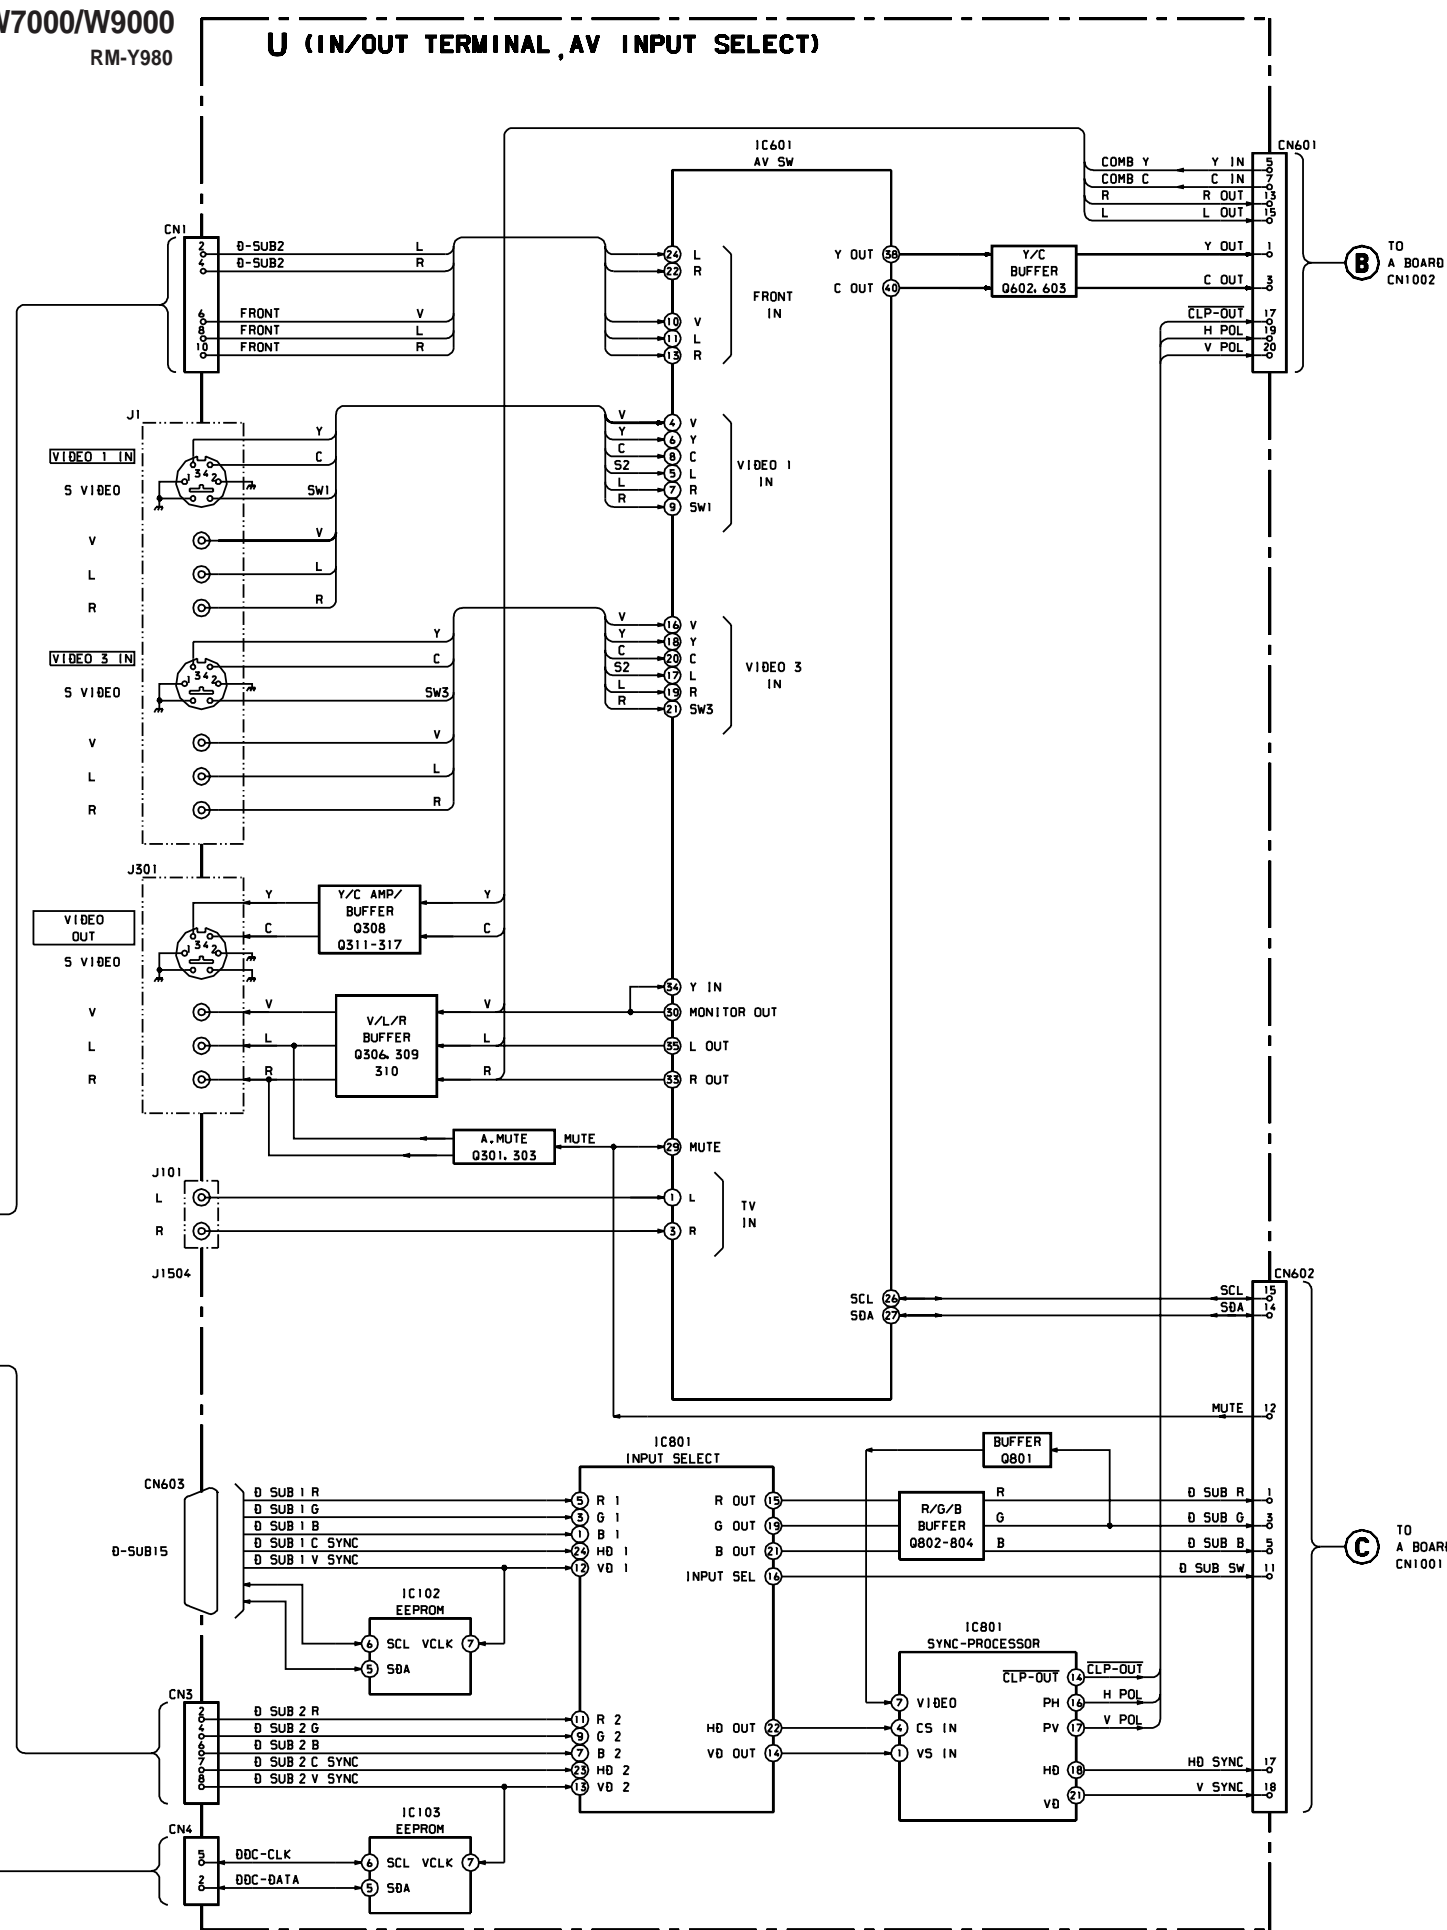 W7000/W9000
RM-Y980
U (IN/OUT TERMINAL, AV INPUT SELECT)
IC601
AV SW
CN601
COMB Y Y IN 5
COMB C C IN 7
R R OUT 13
L L OUT 15
Y OUT 1
C OUT 3
CLP-OUT 17
H POL 19
V POL 20
B
TO
A BOARD
CN1002
Y OUT 38
C OUT 40
Y/C
BUFFER
Q602, 603
CN1
2 D-SUB2 L
4 D-SUB2 R
6 FRONT V
8 FRONT L
10 FRONT R
24 L
22 R
10 V
11 L
13 R
FRONT
IN
J1
VIDEO 1 IN
S VIDEO
1 3 4 2
Y
C
SW1
V V
L L
R R
V 4 V
Y 6 Y
C 8 C
S2 5 L
L 7 R
R 9 SW1
VIDEO 1
IN
VIDEO 3 IN
S VIDEO
1 3 4 2
Y
C
SW3
V V
L L
R R
V 16 V
Y 18 Y
C 20 C
S2 17 L
L 19 R
R 21 SW3
VIDEO 3
IN
J301
VIDEO
OUT
S VIDEO
1 3 4 2
Y
C
Y/C AMP/
BUFFER
Q308
Q311-317
Y
C
V V
L L
R R
V/L/R
BUFFER
Q306, 309
310
V
L
R
34 Y IN
30 MONITOR OUT
35 L OUT
33 R OUT
A.MUTE
Q301, 303
MUTE
29 MUTE
J101
L
R
J1504
1 L
3 R
TV
IN
SCL 26
SDA 27
CN602
SCL 15
SDA 14
MUTE 12
D SUB R 1
D SUB G 3
D SUB B 5
D SUB SW 11
HD SYNC 17
V SYNC 18
C
TO
A BOARD
CN1001
CN603
D-SUB15
D SUB 1 R
D SUB 1 G
D SUB 1 B
D SUB 1 C SYNC
D SUB 1 V SYNC
IC801
INPUT SELECT
5 R 1
3 G 1
1 B 1
24 HD 1
12 VD 1
R OUT 15
G OUT 19
B OUT 21
INPUT SEL 16
BUFFER
Q801
R/G/B
BUFFER
Q802-804
R
G
B
IC102
EEPROM
6 SCL VCLK 7
5 SDA
CN3
2 D SUB 2 R
4 D SUB 2 G
6 D SUB 2 B
7 D SUB 2 C SYNC
8 D SUB 2 V SYNC
11 R 2
9 G 2
7 B 2
23 HD 2
13 VD 2
HD OUT 22
VD OUT 14
IC801
SYNC-PROCESSOR
7 VIDEO
4 CS IN
1 VS IN
CLP-OUT 14 CLP-OUT
PH 16 H POL
PV 17 V POL
HD 18
VD 21
CN4
5 DDC-CLK
2 DDC-DATA
IC103
EEPROM
6 SCL VCLK 7
5 SDA